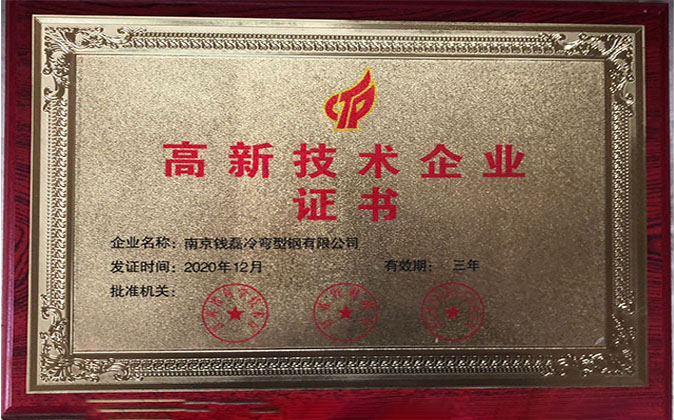 高新技术企业
证书
企业名称：南京钱磊冷弯型钢有限公司
发证时间：2020年12月 有效期： 三年
批准机关：